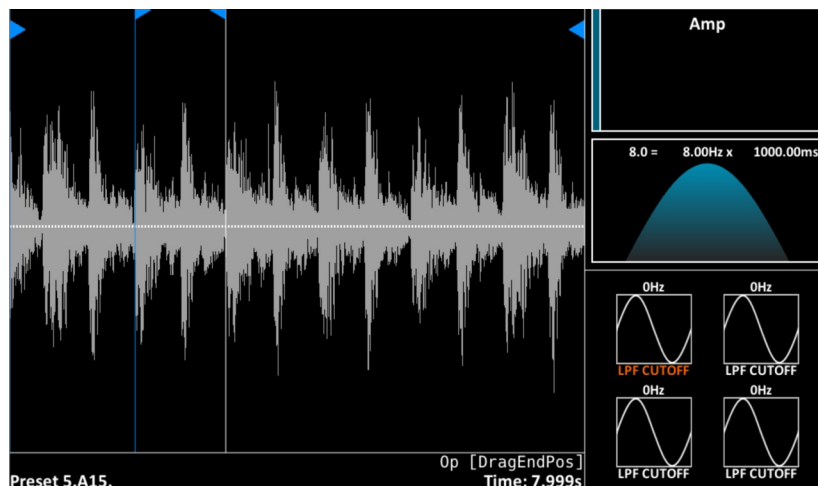 Amp
8.0 = 8.00Hz x 1000.00ms
0Hz 0Hz
LPF CUTOFF LPF CUTOFF
0Hz 0Hz
LPF CUTOFF LPF CUTOFF
Op [DragEndPos]
Preset 5.A15. Time: 7.999s